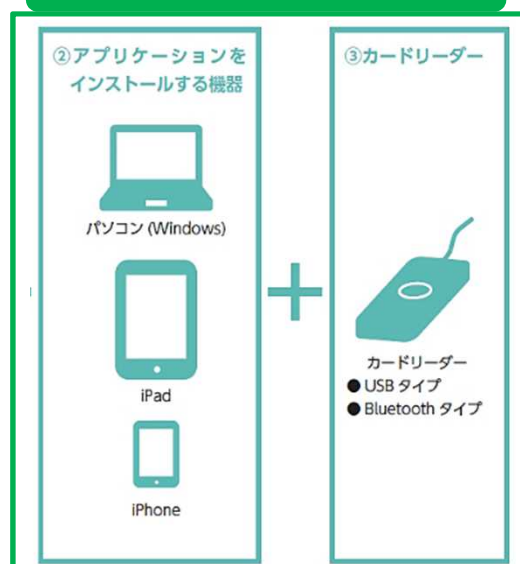 ②アプリケーションを
インストールする機器
パソコン (Windows)
iPad
iPhone
③カードリーダー
カードリーダー
● USB タイプ
● Bluetooth タイプ